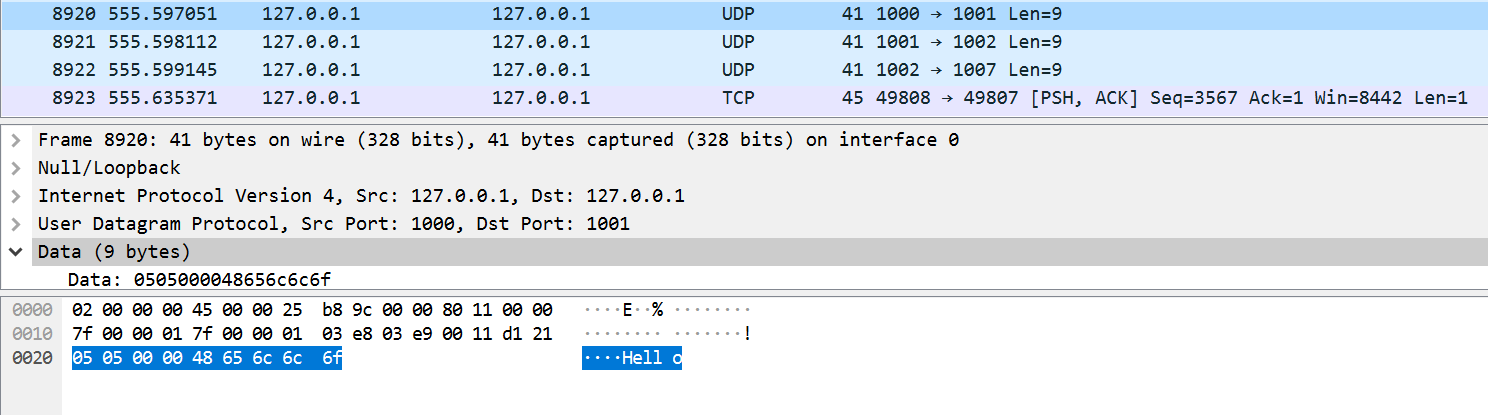 8920 555.597051 127.0.0.1 127.0.0.1 UDP 41 1000 → 1001 Len=9
8921 555.598112 127.0.0.1 127.0.0.1 UDP 41 1001 → 1002 Len=9
8922 555.599145 127.0.0.1 127.0.0.1 UDP 41 1002 → 1007 Len=9
8923 555.635371 127.0.0.1 127.0.0.1 TCP 45 49808 → 49807 [PSH, ACK] Seq=3567 Ack=1 Win=8442 Len=1
Frame 8920: 41 bytes on wire (328 bits), 41 bytes captured (328 bits) on interface 0
Null/Loopback
Internet Protocol Version 4, Src: 127.0.0.1, Dst: 127.0.0.1
User Datagram Protocol, Src Port: 1000, Dst Port: 1001
Data (9 bytes)
Data: 0505000048656c6c6f
0000 02 00 00 00 45 00 00 25 b8 9c 00 00 80 11 00 00 ····E··% ········
0010 7f 00 00 01 7f 00 00 01 03 e8 03 e9 00 11 d1 21 ········ ·······!
0020 05 05 00 00 48 65 6c 6c 6f ····Hell o